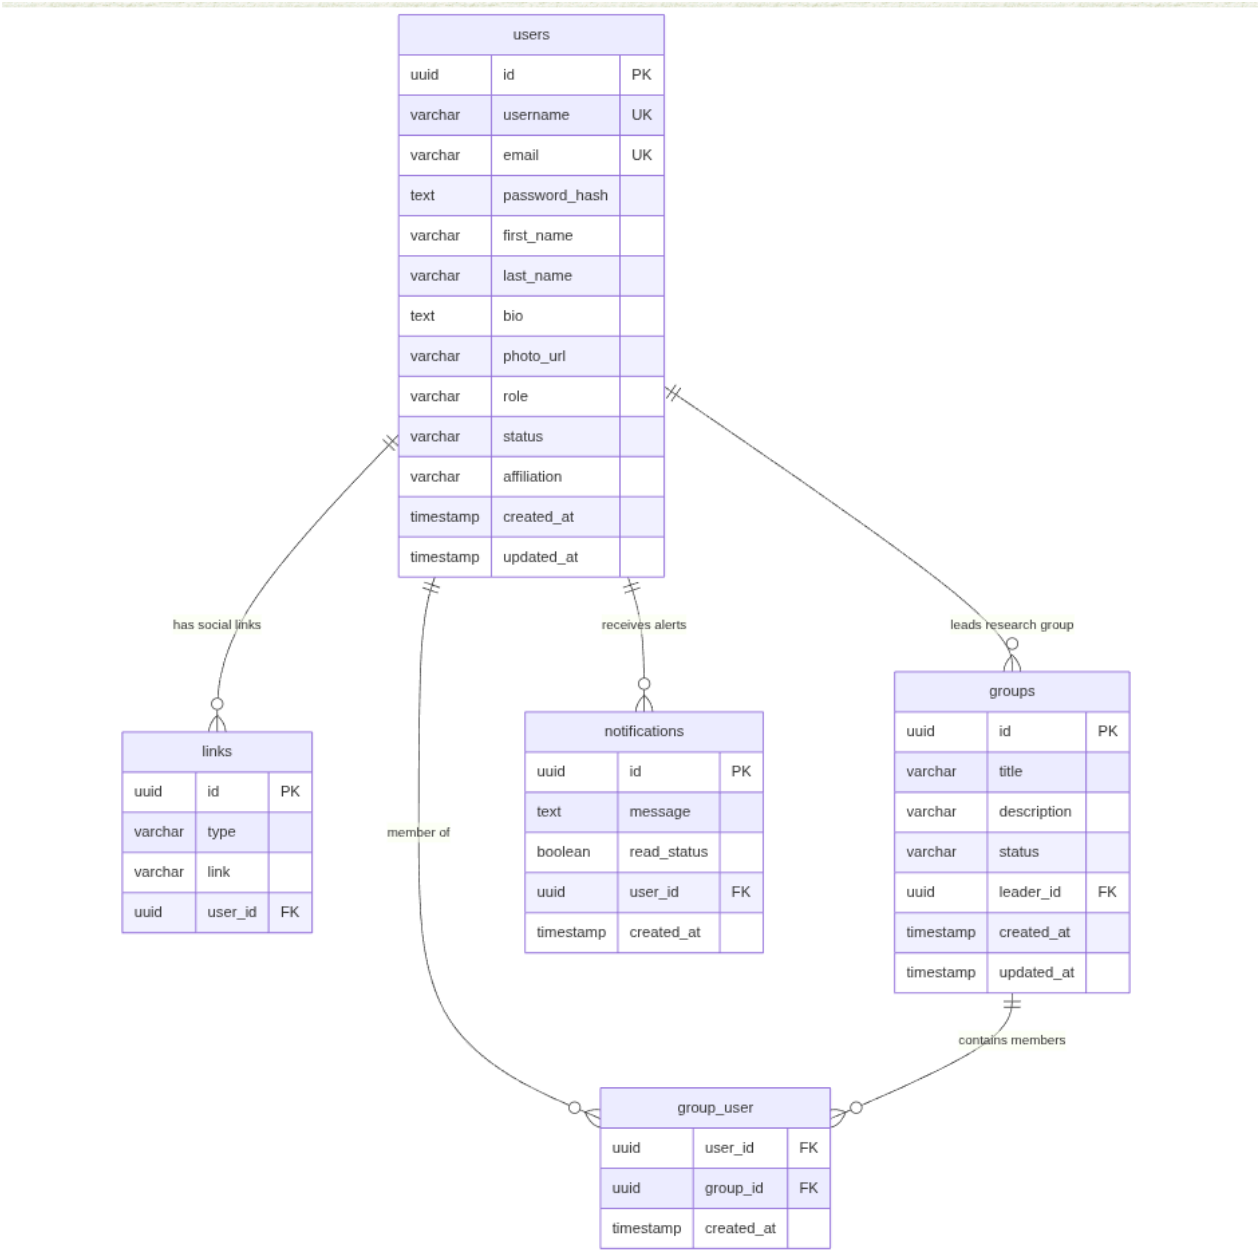 users
uuid id PK
varchar username UK
varchar email UK
text password_hash
varchar first_name
varchar last_name
text bio
varchar photo_url
varchar role
varchar status
varchar affiliation
timestamp created_at
timestamp updated_at
has social links
receives alerts
leads research group
member of
links
uuid id PK
varchar type
varchar link
uuid user_id FK
notifications
uuid id PK
text message
boolean read_status
uuid user_id FK
timestamp created_at
groups
uuid id PK
varchar title
varchar description
varchar status
uuid leader_id FK
timestamp created_at
timestamp updated_at
contains members
group_user
uuid user_id FK
uuid group_id FK
timestamp created_at